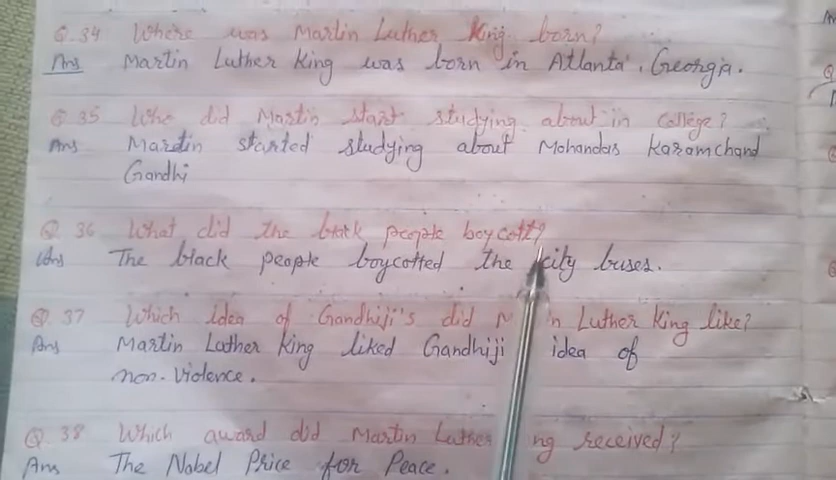 Q.34 Where was Martin Luther King born?
Ans Martin Luther King was born in Atlanta, Georgia.
Q 35 Who did Martin start studying about in college?
Ans Martin started studying about Mohandas Karamchand
Gandhi
Q. 36 What did the black people boycott?
Ans The black people boycotted the city buses.
Q. 37 Which idea of Gandhiji's did M n Luther King like?
Ans Martin Luther King liked Gandhiji idea of
non-violence.
Q. 38 Which award did Martin Luther ng received?
Ans The Nobel Price for Peace.